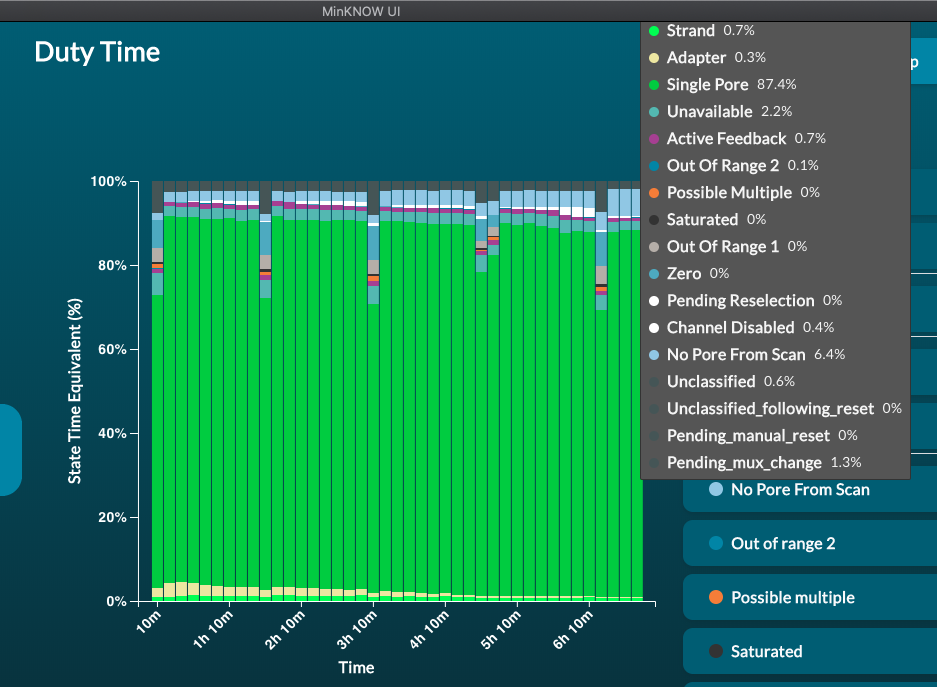 MinKNOW UI
Duty Time
p
Strand 0.7%
Adapter 0.3%
Single Pore 87.4%
Unavailable 2.2%
Active Feedback 0.7%
Out Of Range 2 0.1%
Possible Multiple 0%
Saturated 0%
Out Of Range 1 0%
Zero 0%
Pending Reselection 0%
Channel Disabled 0.4%
No Pore From Scan 6.4%
Unclassified 0.6%
Unclassified_following_reset 0%
Pending_manual_reset 0%
Pending_mux_change 1.3%
State Time Equivalent (%)
100%
80%
60%
40%
20%
0%
10m
1h 10m
2h 10m
3h 10m
4h 10m
5h 10m
6h 10m
Time
No Pore From Scan
Out of range 2
Possible multiple
Saturated